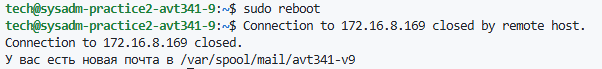 tech@sysadm-practice2-avt341-9:~$ sudo reboot
tech@sysadm-practice2-avt341-9:~$ Connection to 172.16.8.169 closed by remote host.
Connection to 172.16.8.169 closed.
У вас есть новая почта в /var/spool/mail/avt341-v9